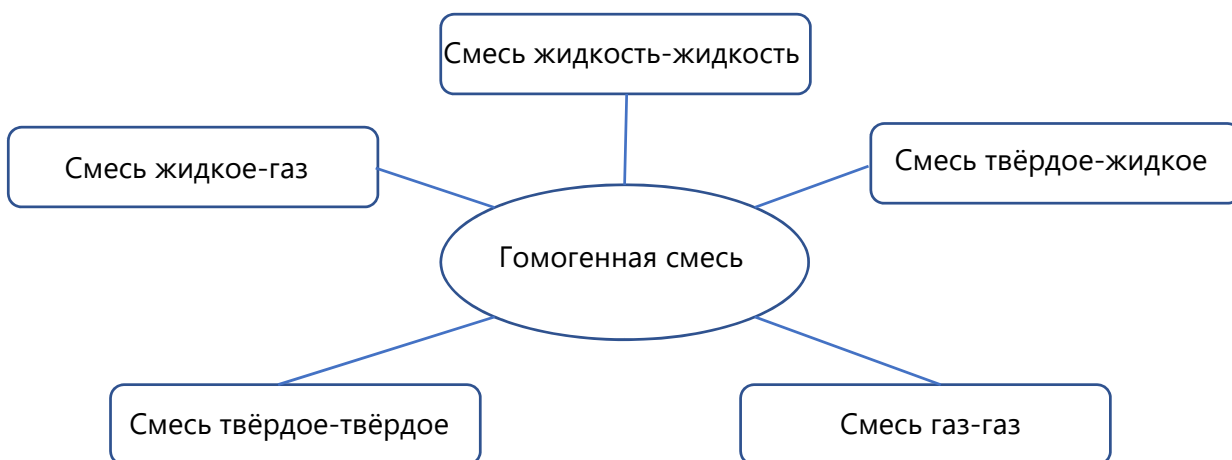 Смесь жидкость-жидкость
Смесь жидкое-газ
Смесь твёрдое-жидкое
Гомогенная смесь
Смесь твёрдое-твёрдое
Смесь газ-газ